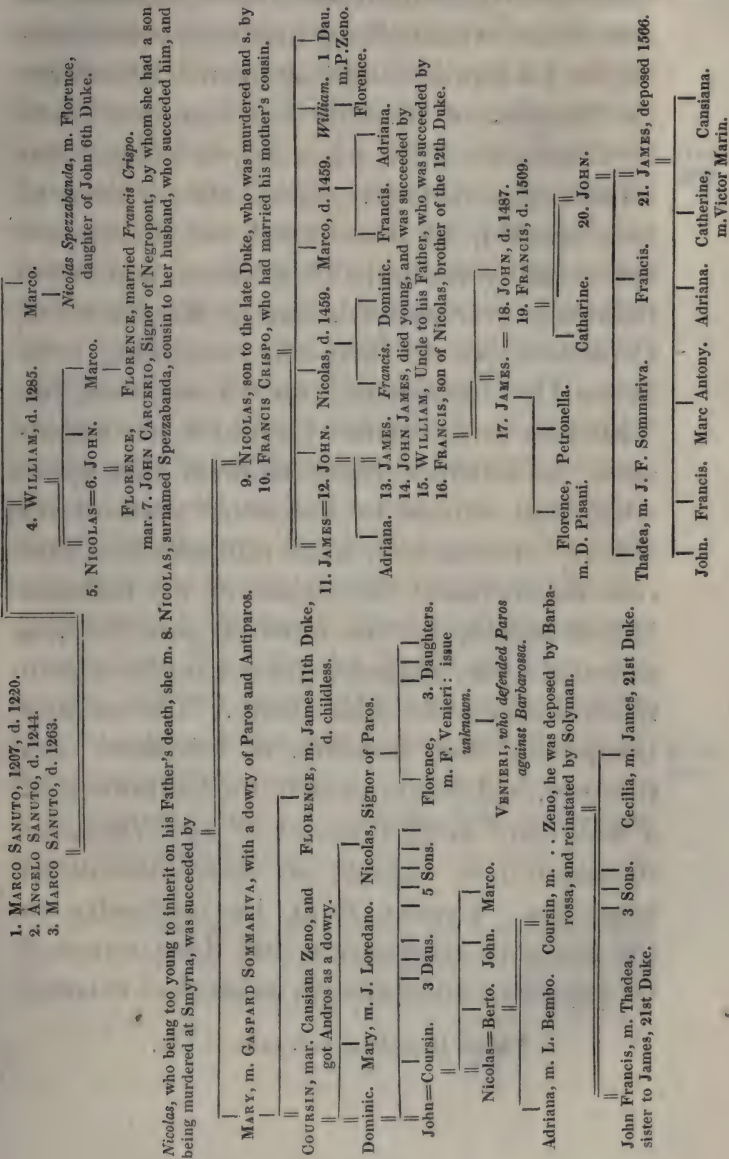 1. MARCO SANUTO, 1207, d. 1220.
2. ANGELO SANUTO, d. 1244.
3. MARCO SANUTO, d. 1263.
4. WILLIAM, d. 1285. Marco.
5. NICOLAS=6. JOHN. Marco. Nicolas Spezzabanda, m. Florence,
daughter of John 6th Duke.
FLORENCE, FLORENCE, married Francis Crispo.
mar. 7. JOHN CARCERIO, Signor of Negropont, by whom she had a son
Nicolas, who being too young to inherit on his Father's death, she m. 8. NICOLAS, surnamed Spezzabanda, cousin to her husband, who succeeded him, and
being murdered at Smyrna, was succeeded by
MARY, m. GASPARD SOMMARIVA, with a dowry of Paros and Antiparos.
9. NICOLAS, son to the late Duke, who was murdered and s. by
10. FRANCIS CRISPO, who had married his mother's cousin.
COURSIN, mar. Cansiana Zeno, and FLORENCE, m. James 11th Duke,
got Andros as a dowry. d. childless.
11. JAMES=12. JOHN. Nicolas, d. 1459. Marco, d. 1459. William. 1 Dau.
m. P. Zeno.
Florence.
Dominic. Mary, m. J. Loredano. Nicolas, Signor of Paros.
Adriana. 13. JAMES. Francis. Dominic. Francis. Adriana.
14. JOHN JAMES, died young, and was succeeded by
15. WILLIAM, Uncle to his Father, who was succeeded by
16. FRANCIS, son of Nicolas, brother of the 12th Duke.
John=Coursin. 3 Daus. 5 Sons. Florence, 3. Daughters.
m. F. Venieri: issue
unknown.
17. JAMES. = 18. JOHN, d. 1487.
19. FRANCIS, d. 1509.
Nicolas=Berto. John. Marco. VENIERI, who defended Paros
against Barbarossa.
Florence, Petronella. Catharine. 20. JOHN.
m. D. Pisani.
Adriana, m. L. Bembo. Coursin, m. . . Zeno, he was deposed by Barba-
rossa, and reinstated by Solyman.
Thadea, m. J. F. Sommariva. Francis. 21. JAMES, deposed 1566.
John Francis, m. Thadea, 3 Sons. Cecilia, m. James, 21st Duke.
sister to James, 21st Duke.
John. Francis. Marc Antony. Adriana. Catherine, Cansiana.
m. Victor Marin.